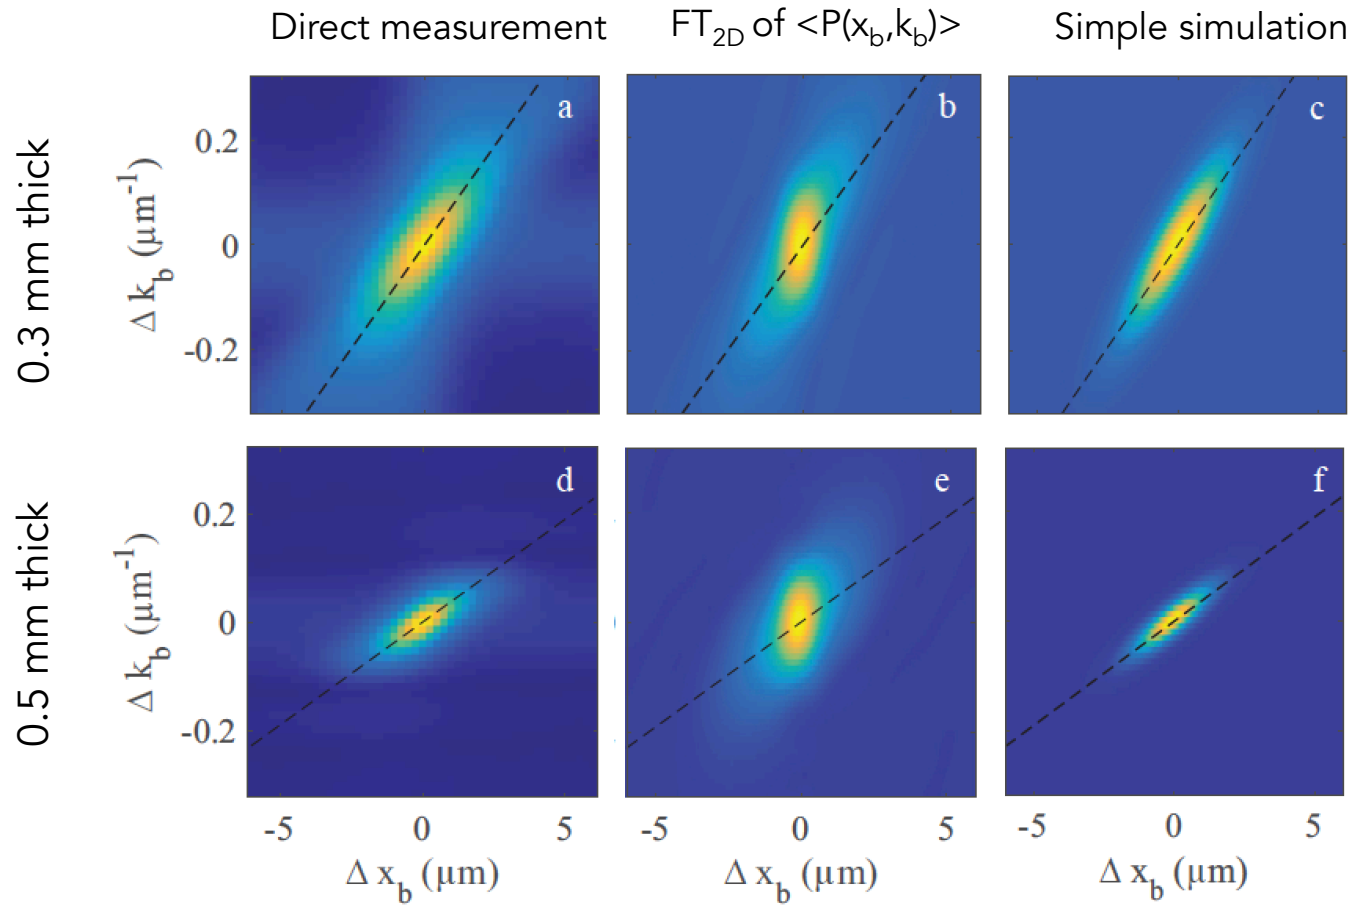 Direct measurement
FT2D of <P(xb,kb)>
Simple simulation
0.3 mm thick
Δ kb (µm-1)
0.2
0
-0.2
a
b
c
0.5 mm thick
Δ kb (µm-1)
0.2
0
-0.2
d
e
f
-5 0 5
-5 0 5
-5 0 5
Δ xb (µm)
Δ xb (µm)
Δ xb (µm)